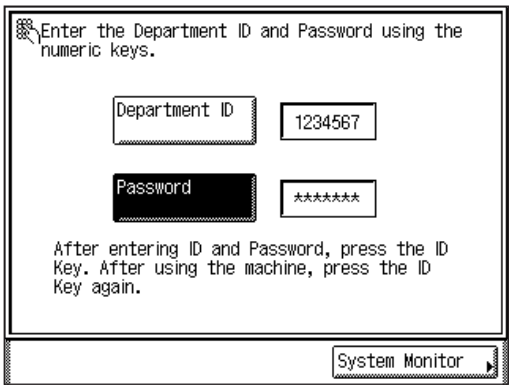 Enter the Department ID and Password using the
numeric keys.
Department ID
1234567
Password
*******
After entering ID and Password, press the ID
Key. After using the machine, press the ID
Key again.
System Monitor